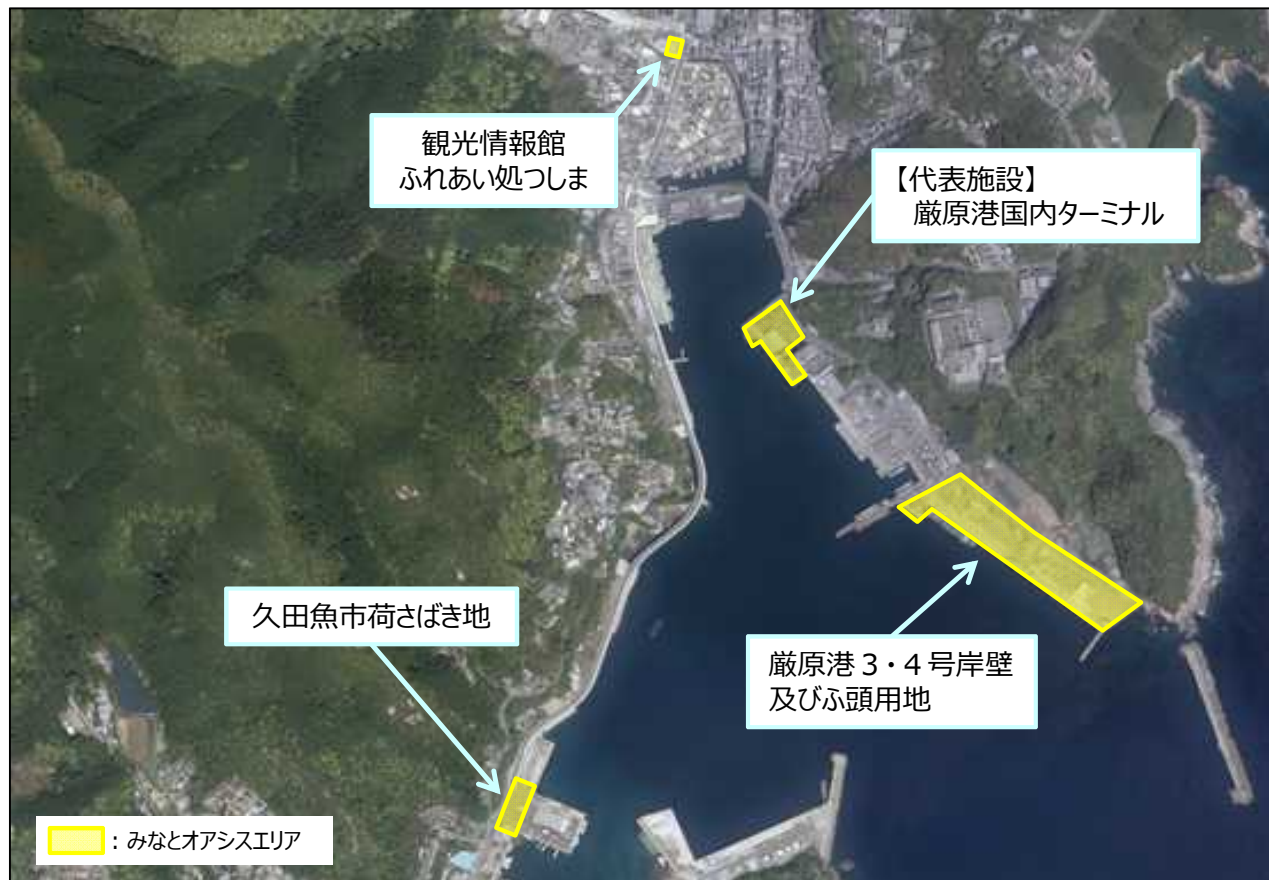 観光情報館
ふれあい処つしま
【代表施設】
厳原港国内ターミナル
久田魚市荷さばき地
厳原港３・４号岸壁
及びふ頭用地
：みなとオアシスエリア